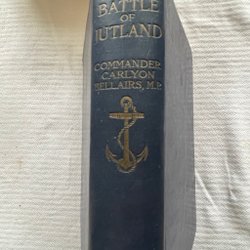 BATTLE
OF
JUTLAND
COMMANDER
CARLYON
BELLAIRS, M.P.